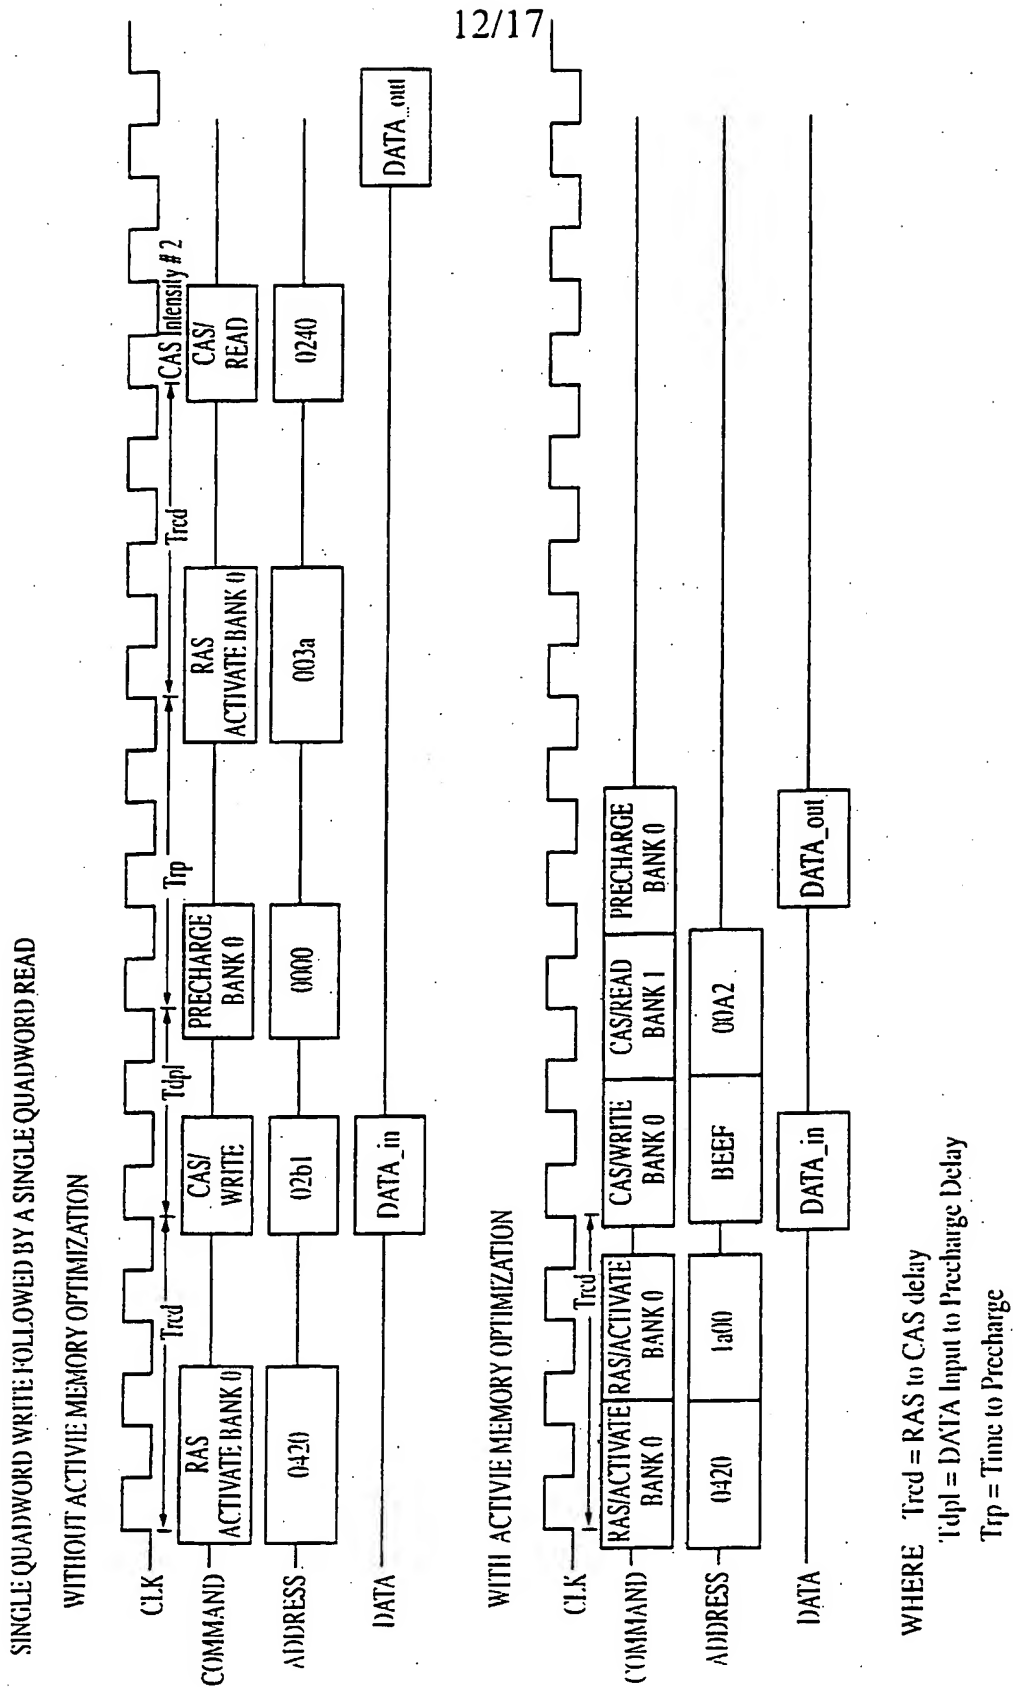 12/17
SINGLE QUADWORD WRITE FOLLOWED BY A SINGLE QUADWORD READ
WITHOUT ACTIVIE MEMORY OPTIMIZATION
CLK
Trcd
Tdpl
Trp
Trcd
CAS Intensity # 2
COMMAND
RAS
ACTIVATE BANK 0
CAS/
WRITE
PRECHARGE
BANK 0
RAS
ACTIVATE BANK 0
CAS/
READ
ADDRESS
0420
02b1
0000
003a
0240
DATA
DATA_in
DATA_out
WITH ACTIVIE MEMORY OPTIMIZATION
CLK
Trcd
COMMAND
RAS/ACTIVATE
BANK 0
RAS/ACTIVATE
BANK 0
CAS/WRITE
BANK 0
CAS/READ
BANK 1
PRECHARGE
BANK 0
ADDRESS
0420
1a00
BEEF
00A2
DATA
DATA_in
DATA_out
WHERE Trcd = RAS to CAS delay
Tdpl = DATA Input to Precharge Delay
Trp = Time to Precharge